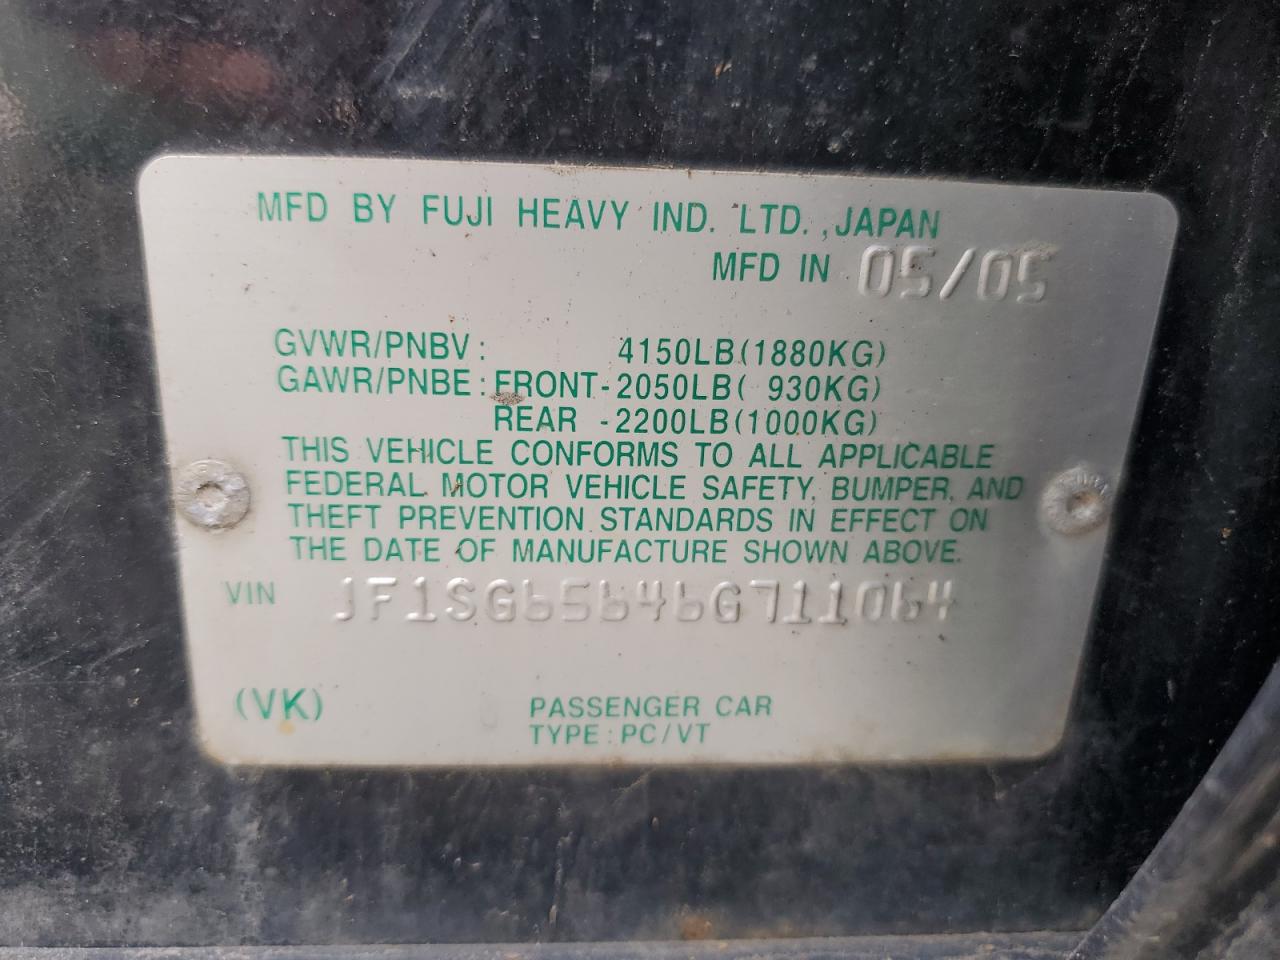 MFD BY FUJI HEAVY IND. LTD.,JAPAN
MFD IN 05/05
GVWR/PNBV: 4150LB(1880KG)
GAWR/PNBE: FRONT-2050LB( 930KG)
REAR -2200LB(1000KG)
THIS VEHICLE CONFORMS TO ALL APPLICABLE
FEDERAL MOTOR VEHICLE SAFETY, BUMPER, AND
THEFT PREVENTION STANDARDS IN EFFECT ON
THE DATE OF MANUFACTURE SHOWN ABOVE.
VIN JF1SG65646G711064
(VK) PASSENGER CAR
TYPE:PC/VT